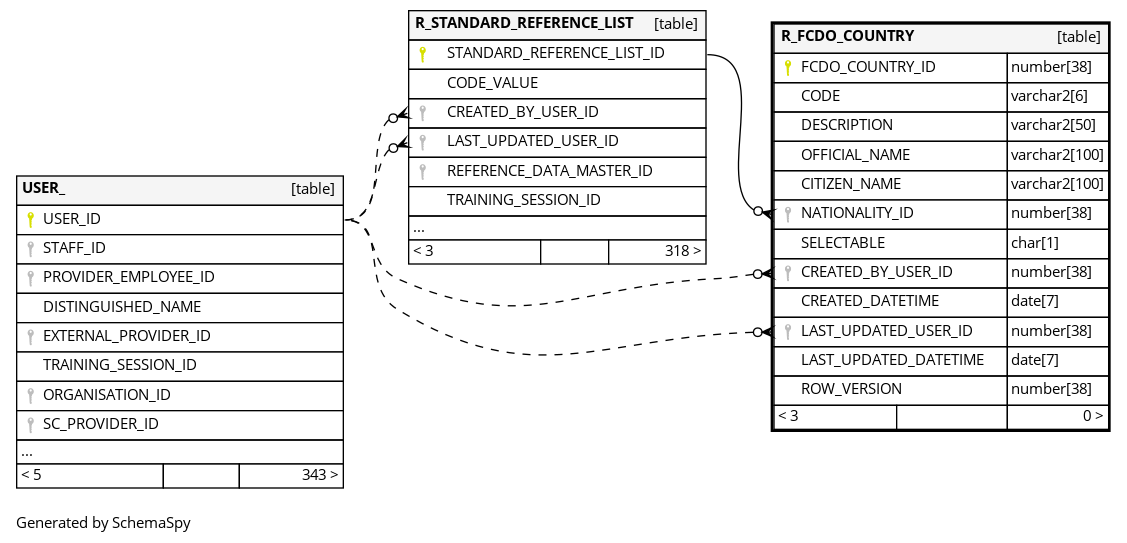 R_STANDARD_REFERENCE_LIST [table]
STANDARD_REFERENCE_LIST_ID
CODE_VALUE
CREATED_BY_USER_ID
LAST_UPDATED_USER_ID
REFERENCE_DATA_MASTER_ID
TRAINING_SESSION_ID
...
< 3 318 >
R_FCDO_COUNTRY [table]
FCDO_COUNTRY_ID number[38]
CODE varchar2[6]
DESCRIPTION varchar2[50]
OFFICIAL_NAME varchar2[100]
CITIZEN_NAME varchar2[100]
NATIONALITY_ID number[38]
SELECTABLE char[1]
CREATED_BY_USER_ID number[38]
CREATED_DATETIME date[7]
LAST_UPDATED_USER_ID number[38]
LAST_UPDATED_DATETIME date[7]
ROW_VERSION number[38]
< 3 0 >
USER_ [table]
USER_ID
STAFF_ID
PROVIDER_EMPLOYEE_ID
DISTINGUISHED_NAME
EXTERNAL_PROVIDER_ID
TRAINING_SESSION_ID
ORGANISATION_ID
SC_PROVIDER_ID
...
< 5 343 >
Generated by SchemaSpy